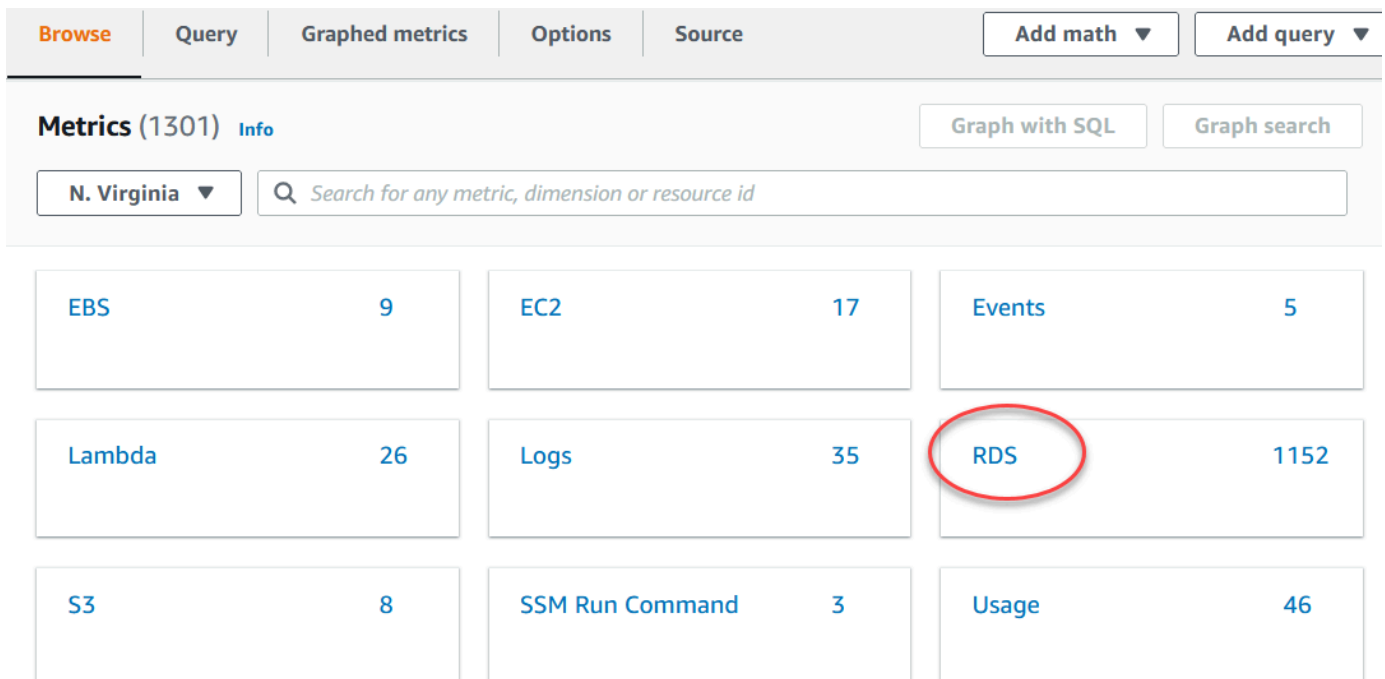 Browse Query Graphed metrics Options Source Add math Add query
Metrics (1301) Info Graph with SQL Graph search
N. Virginia Search for any metric, dimension or resource id
EBS 9 EC2 17 Events 5
Lambda 26 Logs 35 RDS 1152
S3 8 SSM Run Command 3 Usage 46